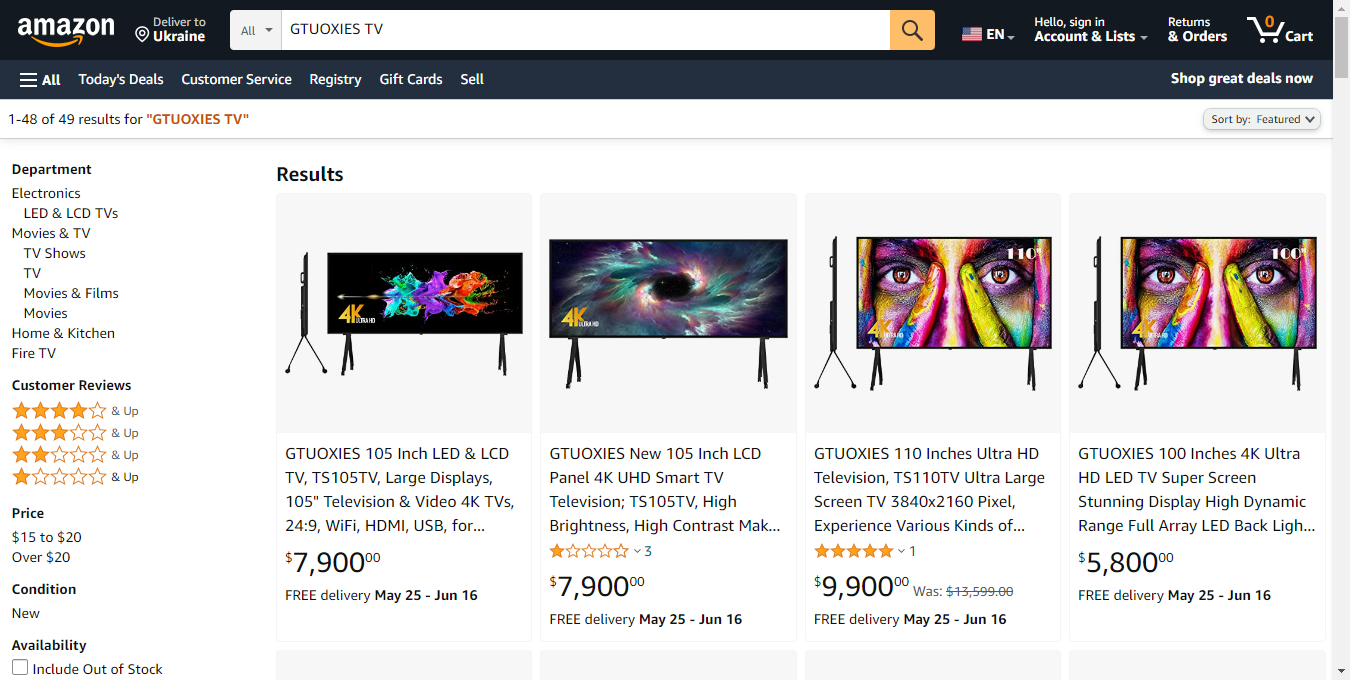 amazon
Deliver to
Ukraine
All
GTUOXIES TV
EN
Hello, sign in
Account & Lists
Returns
& Orders
0
Cart
All
Today's Deals
Customer Service
Registry
Gift Cards
Sell
Shop great deals now
1-48 of 49 results for "GTUOXIES TV"
Sort by: Featured
Department
Electronics
LED & LCD TVs
Movies & TV
TV Shows
TV
Movies & Films
Movies
Home & Kitchen
Fire TV
Customer Reviews
& Up
& Up
& Up
& Up
Price
$15 to $20
Over $20
Condition
New
Availability
Include Out of Stock
Results
4K ULTRA HD
GTUOXIES 105 Inch LED & LCD
TV, TS105TV, Large Displays,
105" Television & Video 4K TVs,
24:9, WiFi, HDMI, USB, for...
$7,90000
FREE delivery May 25 - Jun 16
4K ULTRA HD
GTUOXIES New 105 Inch LCD
Panel 4K UHD Smart TV
Television; TS105TV, High
Brightness, High Contrast Mak...
3
$7,90000
FREE delivery May 25 - Jun 16
110"
4K ULTRA HD
GTUOXIES 110 Inches Ultra HD
Television, TS110TV Ultra Large
Screen TV 3840x2160 Pixel,
Experience Various Kinds of...
1
$9,90000 Was: $13,599.00
FREE delivery May 25 - Jun 16
100"
4K ULTRA HD
GTUOXIES 100 Inches 4K Ultra
HD LED TV Super Screen
Stunning Display High Dynamic
Range Full Array LED Back Ligh...
$5,80000
FREE delivery May 25 - Jun 16